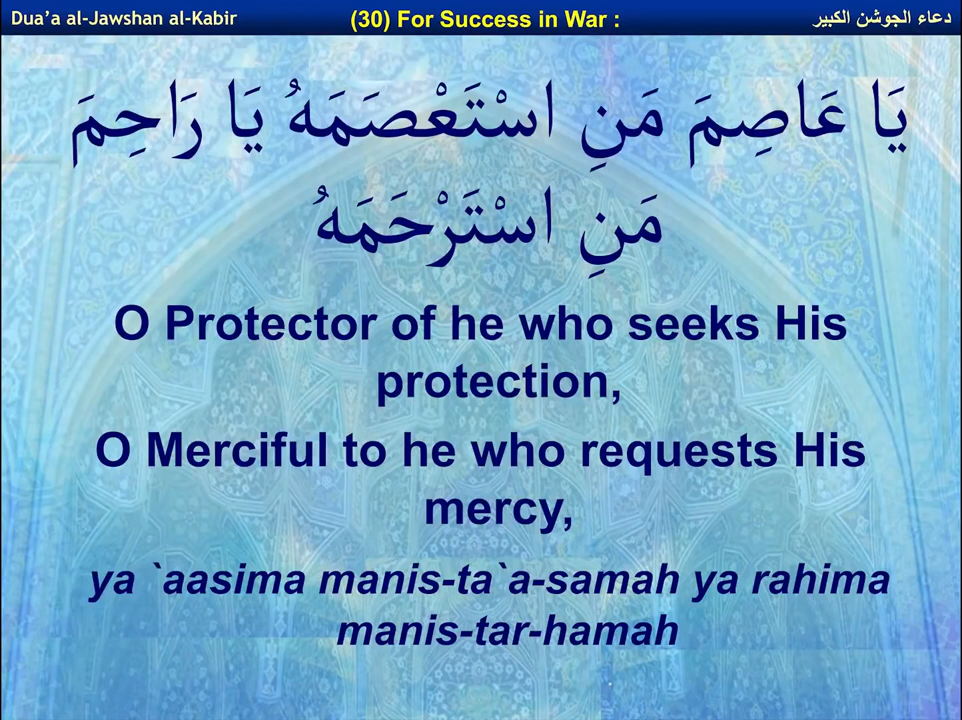 Dua'a al-Jawshan al-Kabir
(30) For Success in War :
دعاء الجوشن الكبير
يَا عَاصِمَ مَنِ اسْتَعْصَمَهُ يَا رَاحِمَ
مَنِ اسْتَرْحَمَهُ
O Protector of he who seeks His
protection,
O Merciful to he who requests His
mercy,
ya `aasima manis-ta`a-samah ya rahima
manis-tar-hamah